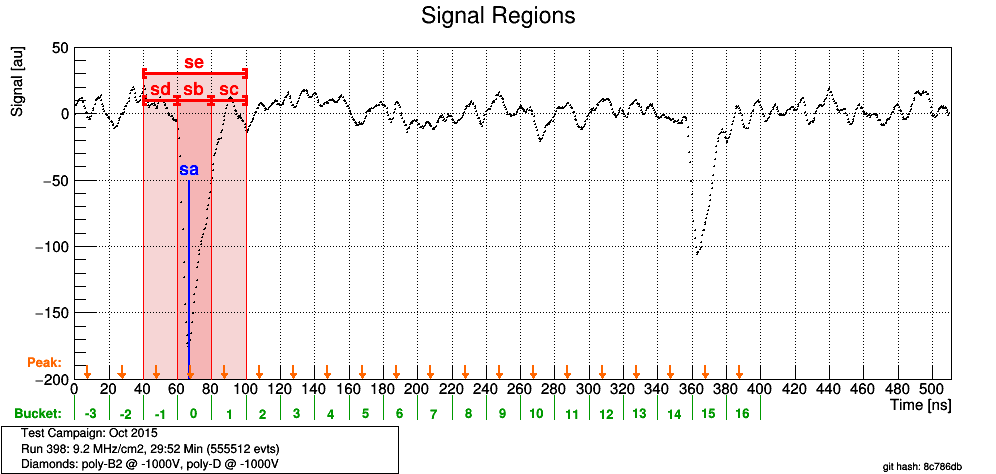 Signal Regions
Signal [au]
50
0
−50
−100
−150
−200
se
sd sb sc
sa
Peak:
0 20 40 60 80 100 120 140 160 180 200 220 240 260 280 300 320 340 360 380 400 420 440 460 480 500
Time [ns]
Bucket: -3 -2 -1 0 1 2 3 4 5 6 7 8 9 10 11 12 13 14 15 16
Test Campaign: Oct 2015
Run 398: 9.2 MHz/cm2, 29:52 Min (555512 evts)
Diamonds: poly-B2 @ -1000V, poly-D @ -1000V
git hash: 8c786db